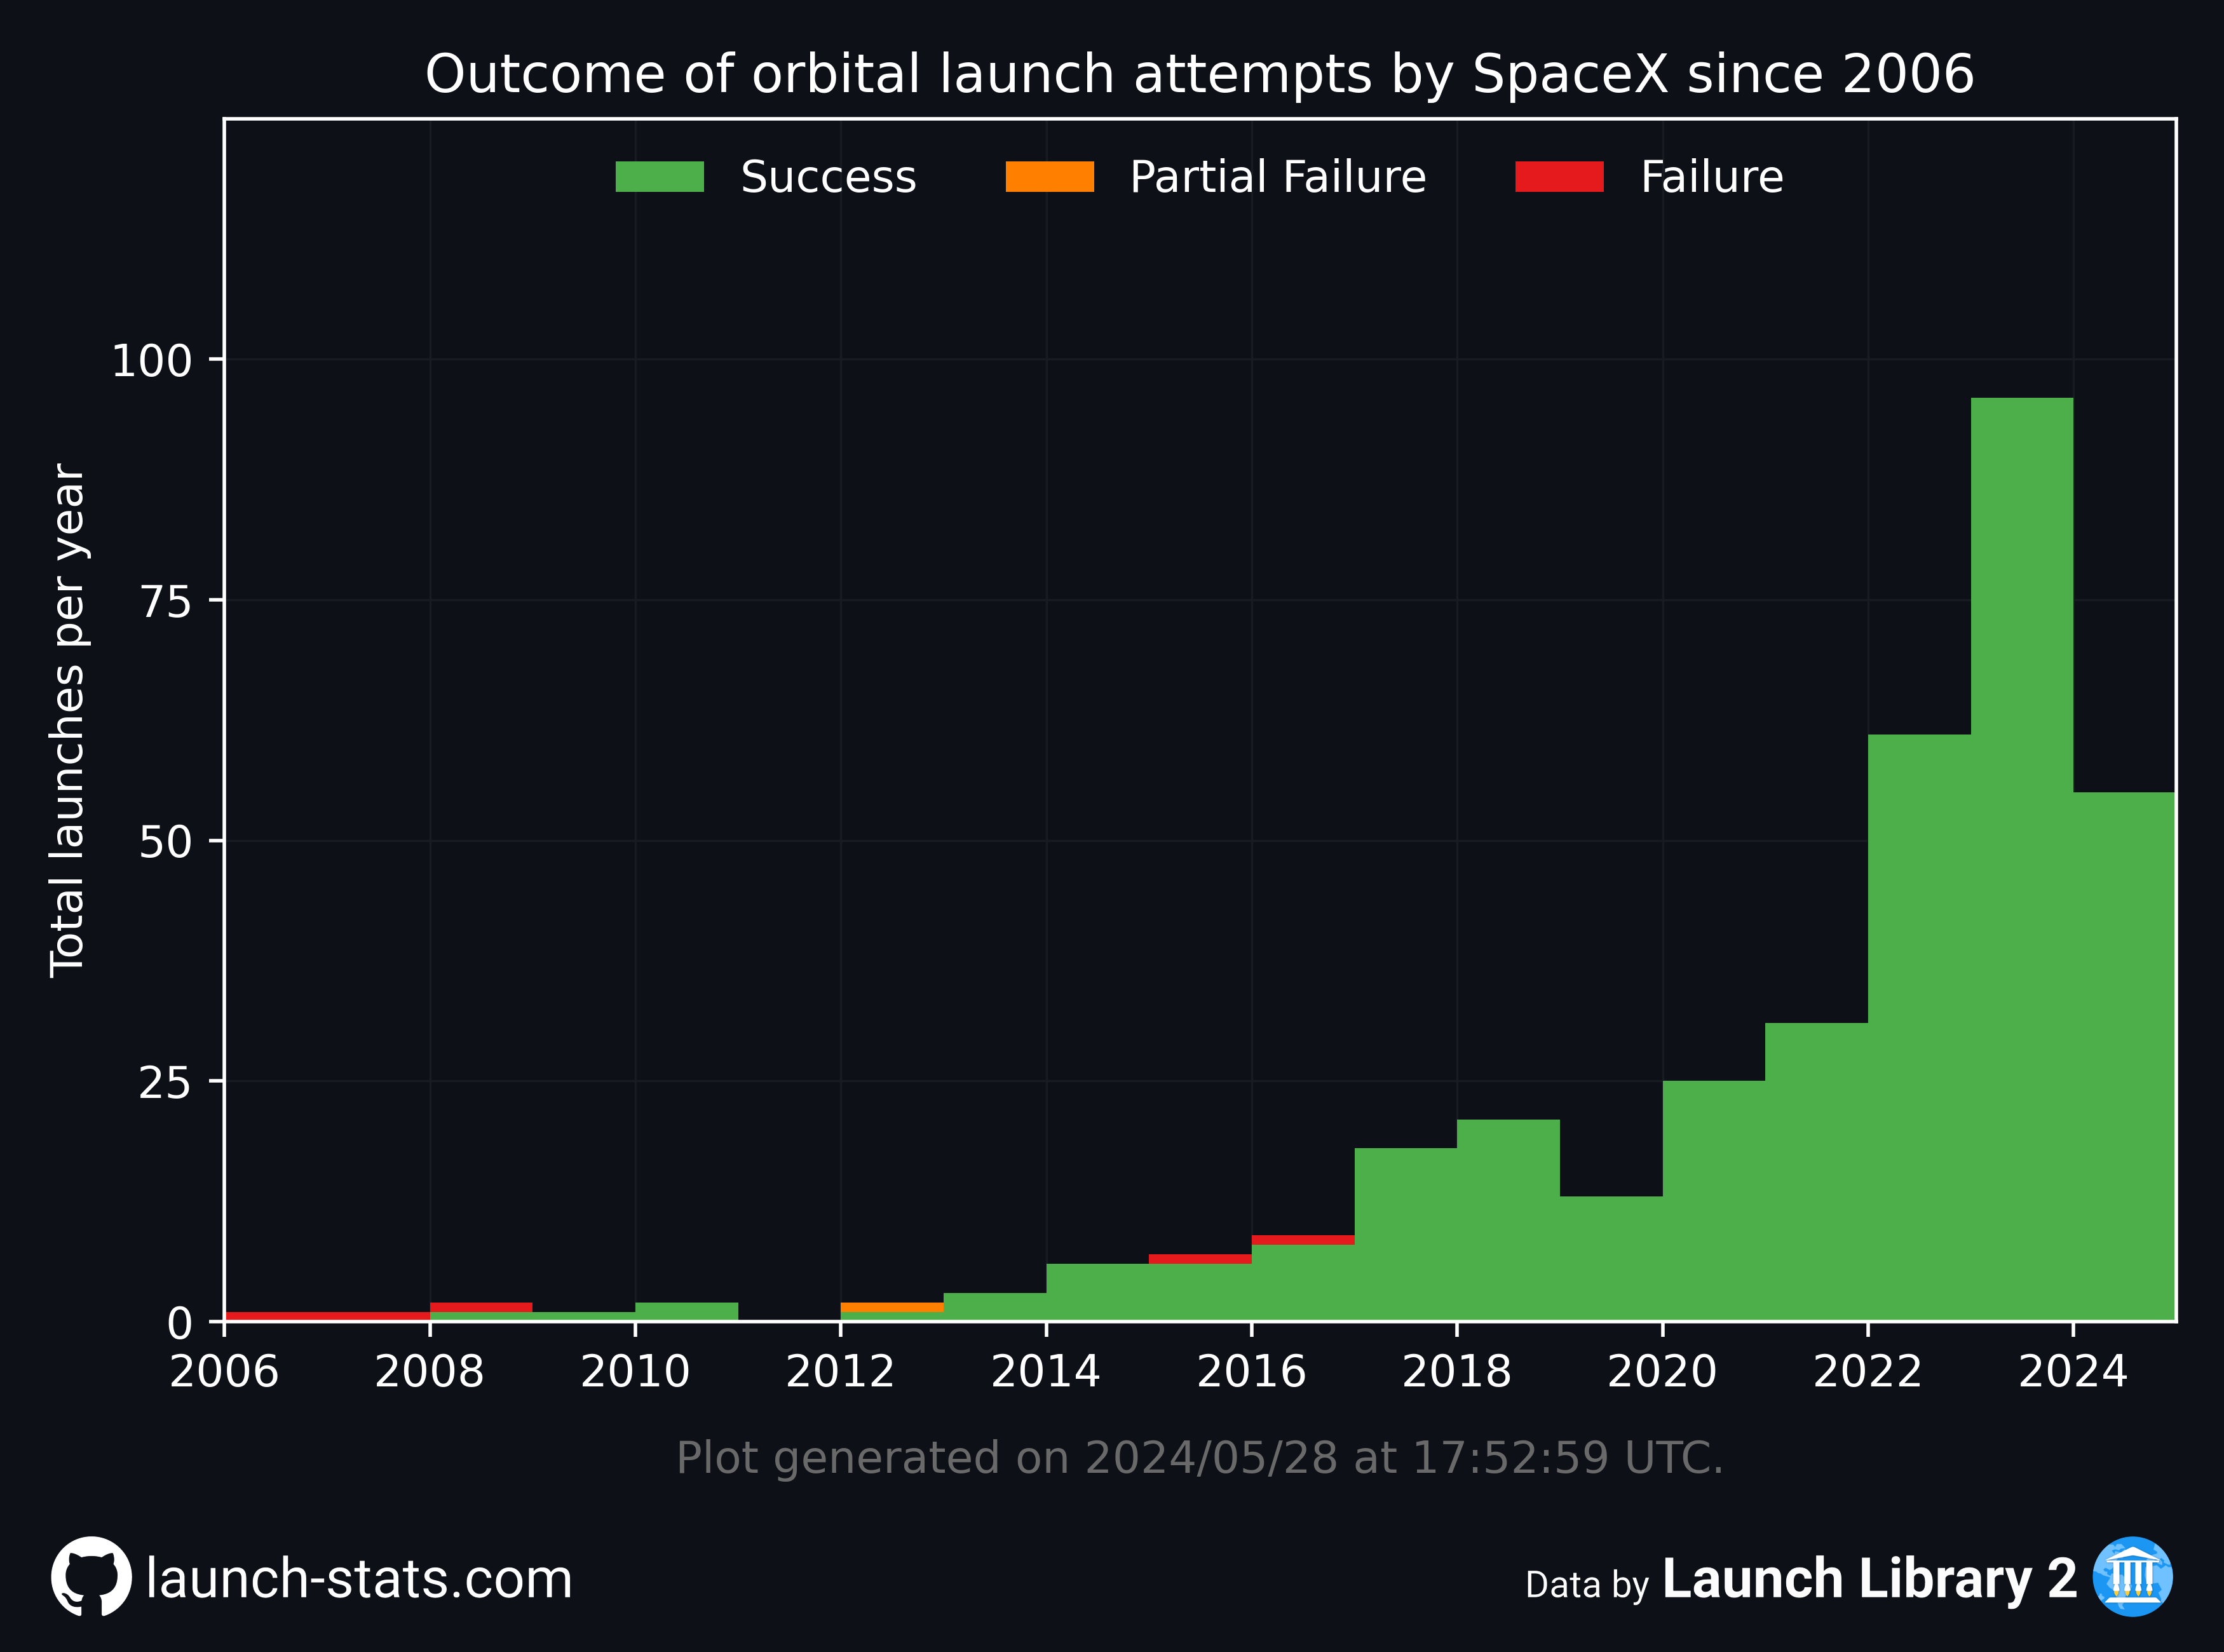 Outcome of orbital launch attempts by SpaceX since 2006
Success Partial Failure Failure
Total launches per year
100
75
50
25
0
2006 2008 2010 2012 2014 2016 2018 2020 2022 2024
Plot generated on 2024/05/28 at 17:52:59 UTC.
launch-stats.com
Data by Launch Library 2